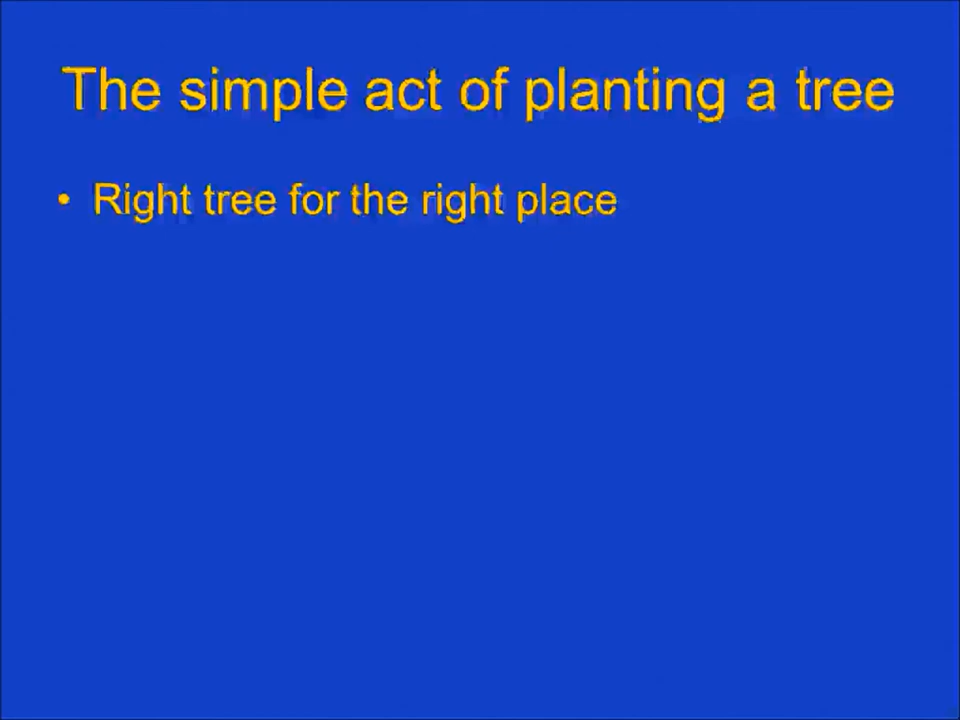 The simple act of planting a tree
• Right tree for the right place